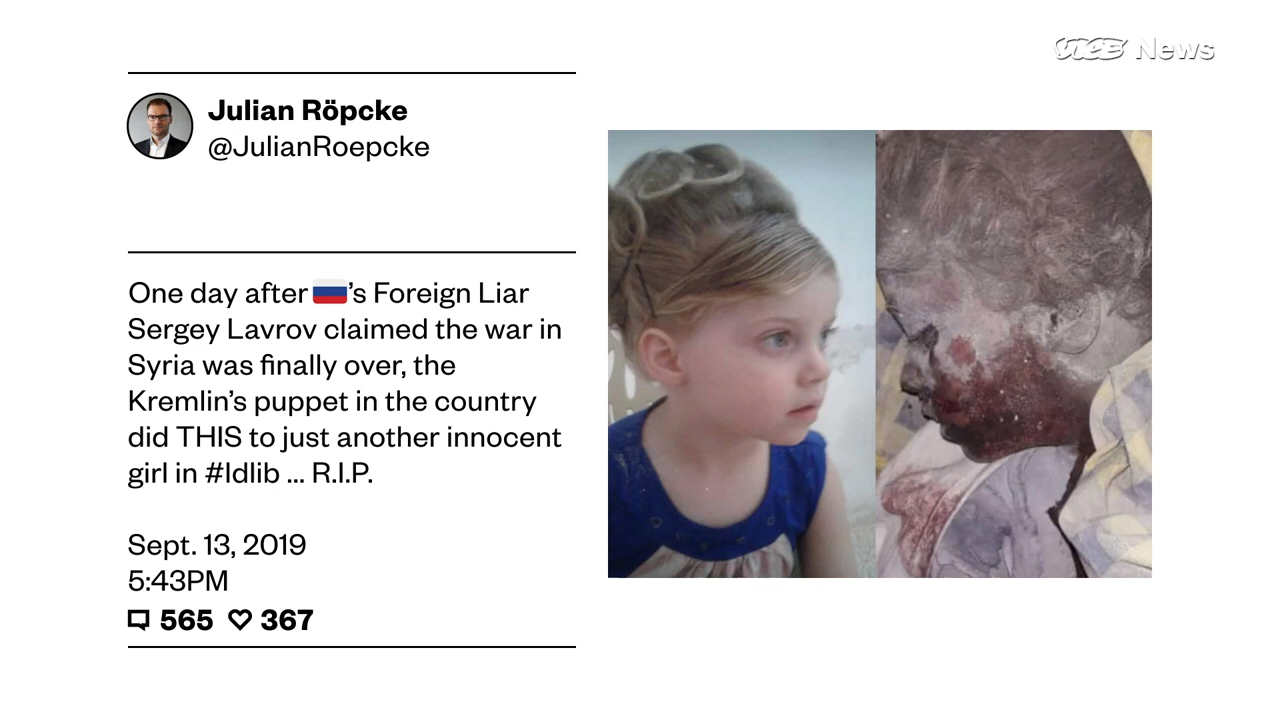 VICE News
Julian Röpcke
@JulianRoepcke
One day after 🇷🇺's Foreign Liar
Sergey Lavrov claimed the war in
Syria was finally over, the
Kremlin's puppet in the country
did THIS to just another innocent
girl in #Idlib ... R.I.P.
Sept. 13, 2019
5:43PM
565 367